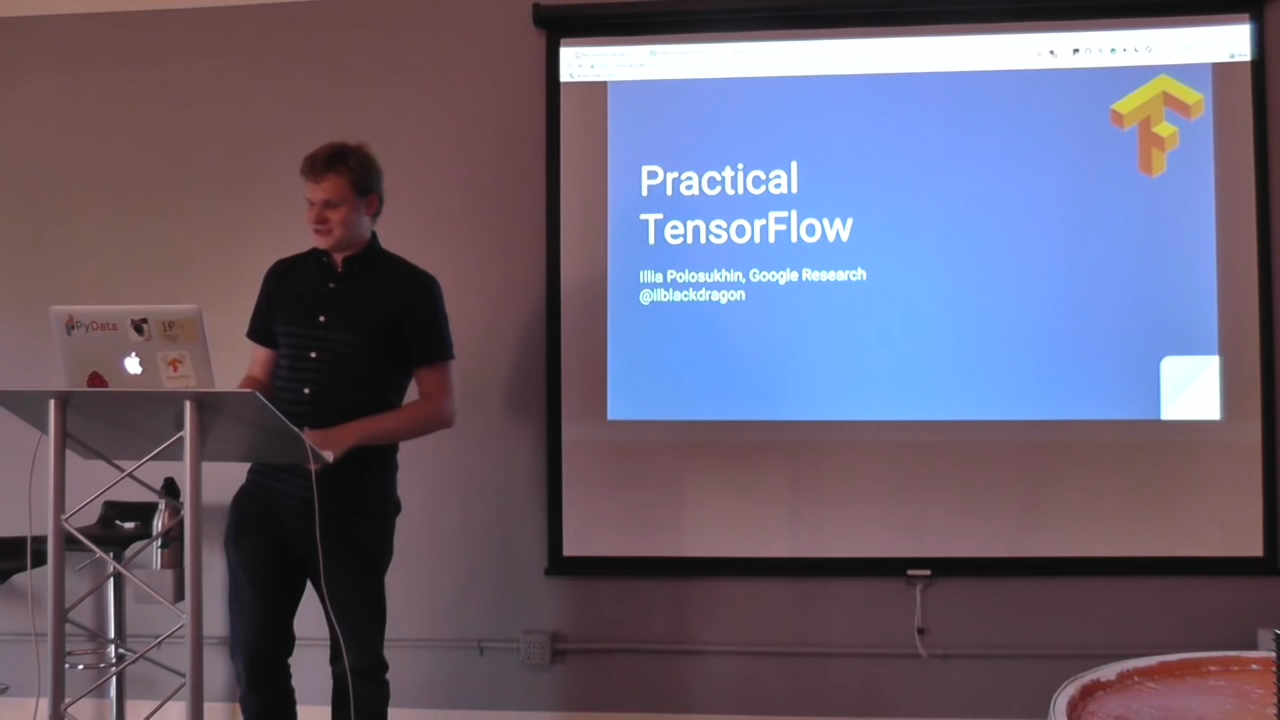 Practical
TensorFlow
Illia Polosukhin, Google Research
@ilblackdragon
PyData